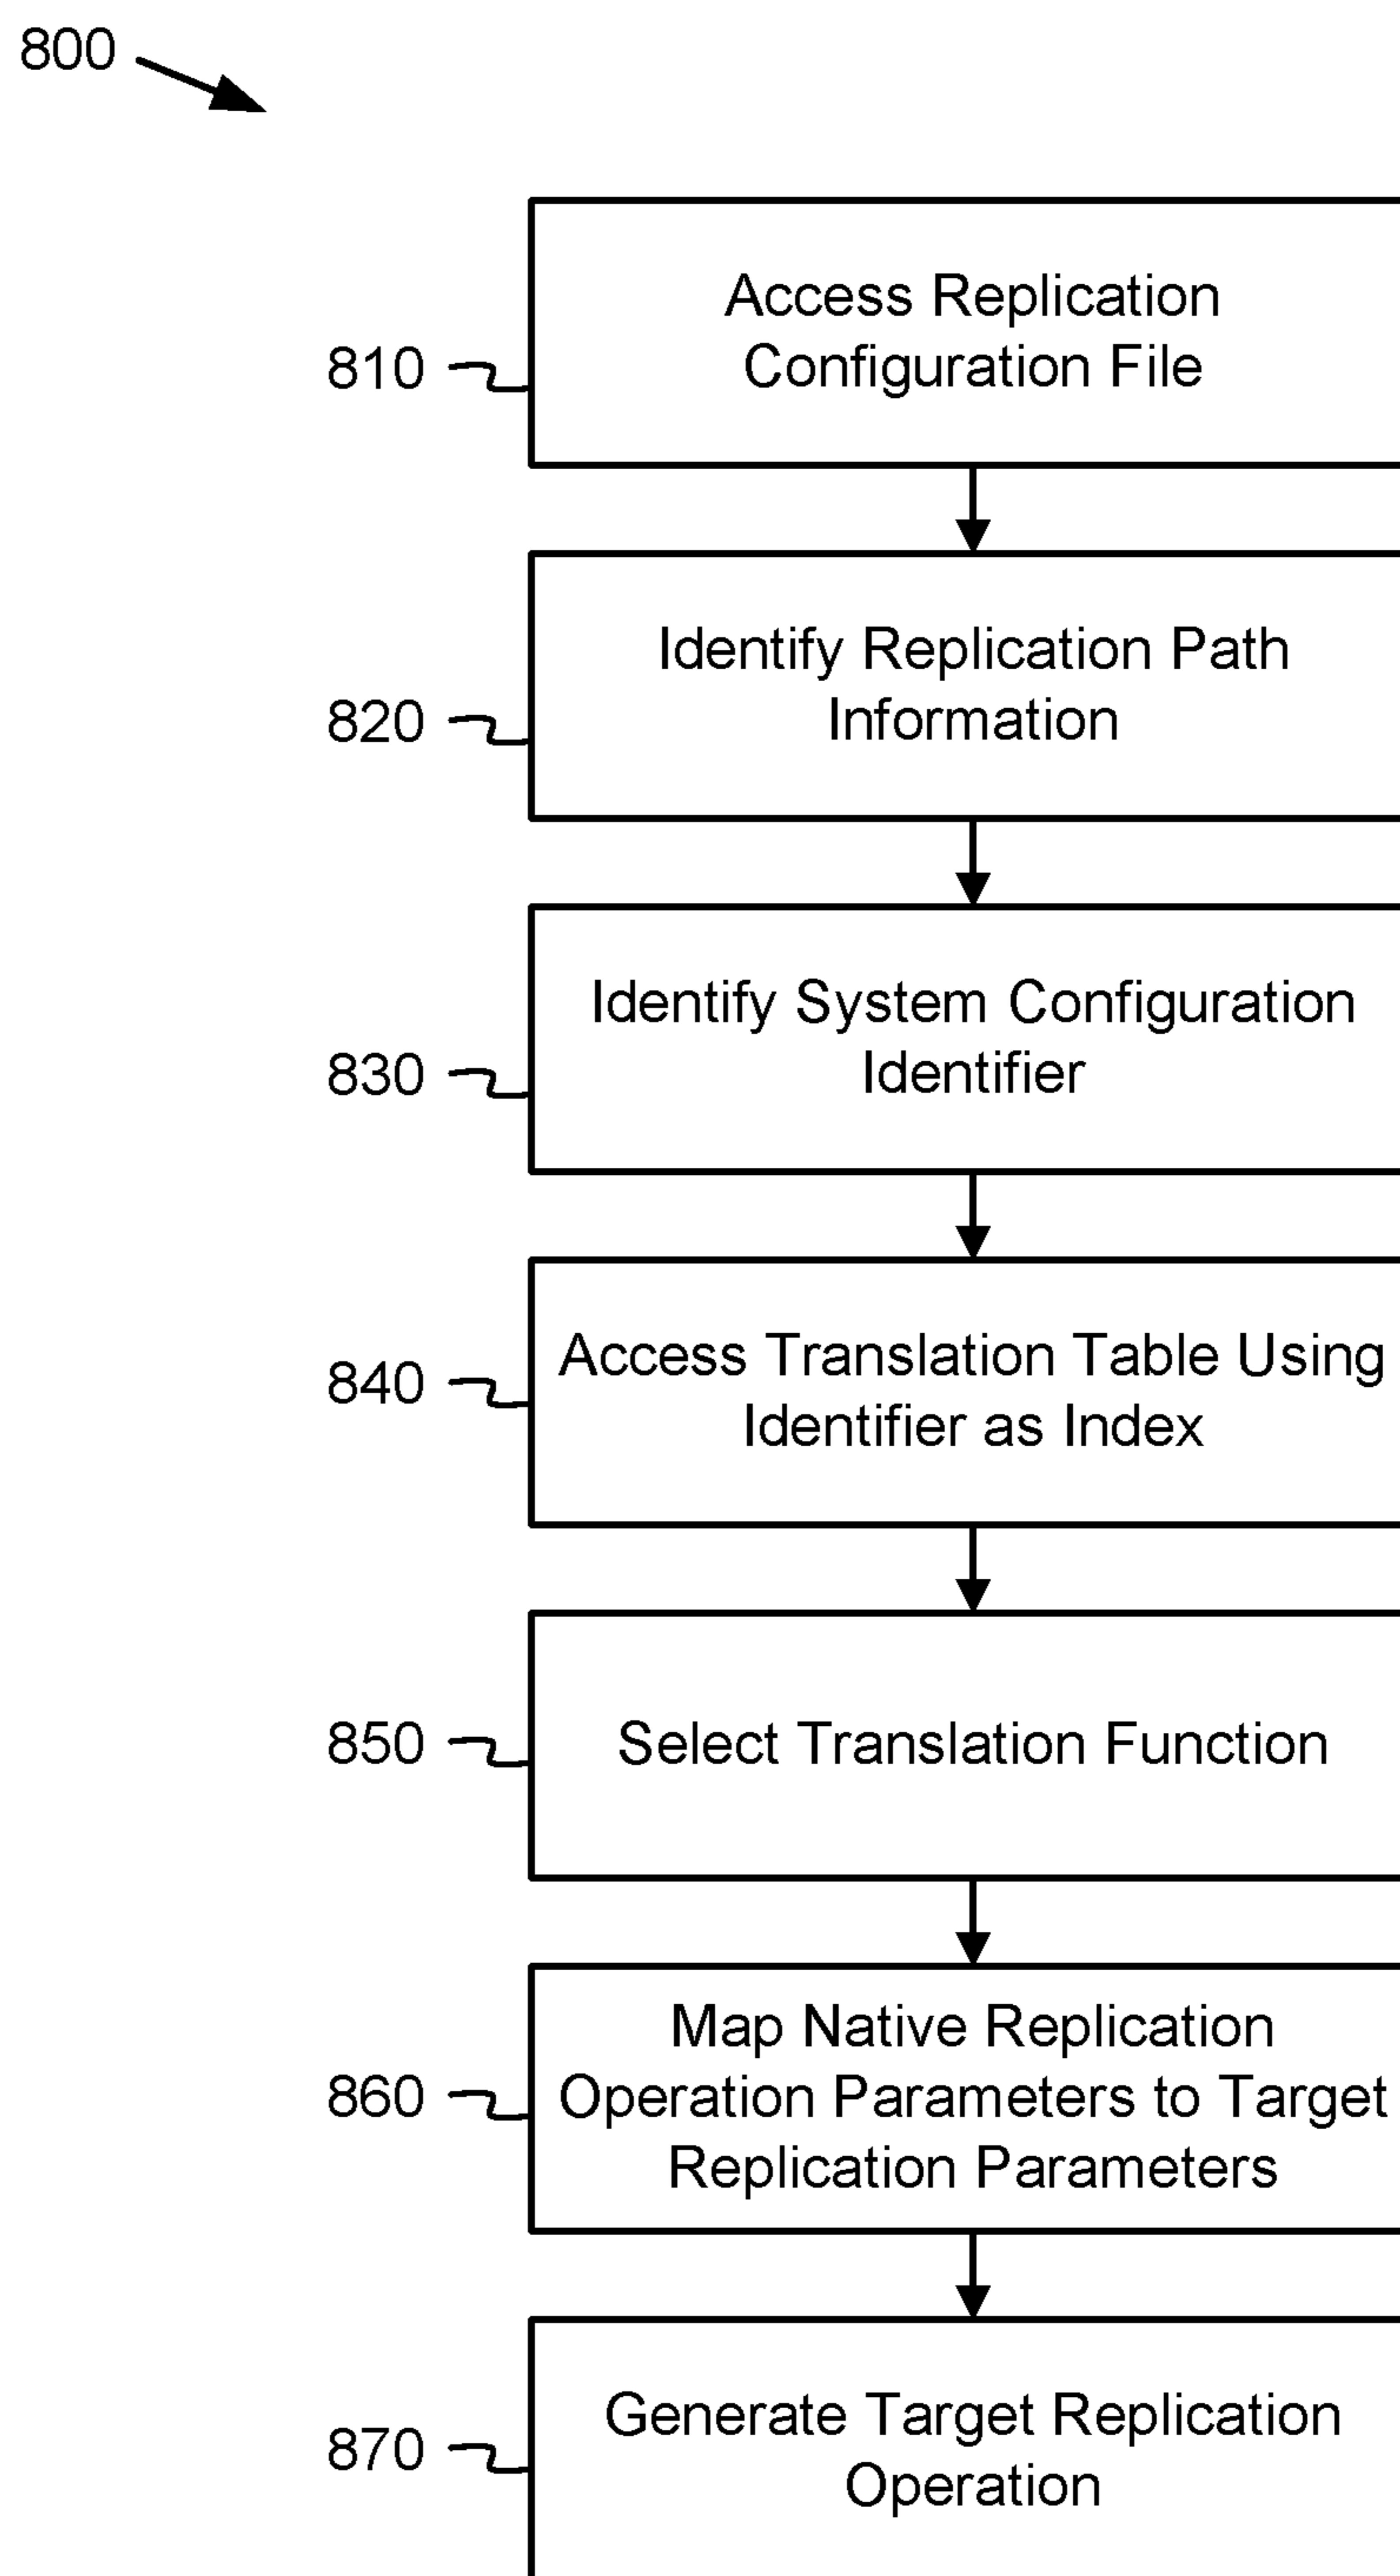 800
Access Replication
Configuration File
810
Identify Replication Path
Information
820
Identify System Configuration
Identifier
830
Access Translation Table Using
Identifier as Index
840
Select Translation Function
850
Map Native Replication
Operation Parameters to Target
Replication Parameters
860
Generate Target Replication
Operation
870